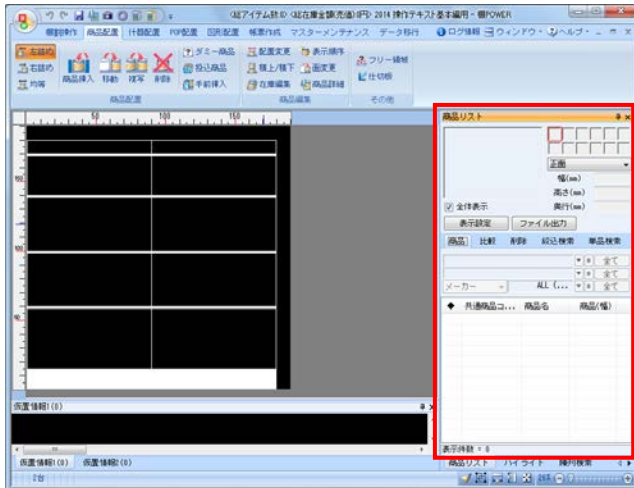 (総アイテム数:0) (総在庫金額(売価):0円) 2014 操作テキスト基本編用 - 棚POWER
棚割操作 商品配置 什器配置 POP配置 図形配置 帳票作成 マスターメンテナンス データ移行 ログ情報 ウィンドウ ヘルプ
左詰め
右詰め
均等
商品挿入 移動 複写 削除
ダミー商品
投込商品
手前挿入
配置変更 表示順序
積上/積下 面変更
在庫編集 商品詳細
フリー領域
仕切板
商品配置 商品編集 その他
50 100 150
150
100
50
商品リスト
正面
幅(mm)
高さ(mm)
奥行(mm)
全体表示
表示設定 ファイル出力
商品 比較 削除 絞込検索 単品検索
全て
全て
メーカー ALL (... 全て
◆ 共通商品コ... 商品名 商品(幅)
表示件数 = 0
商品リスト ハイライト 陳列検索
仮置情報1(0)
仮置情報1(0) 仮置情報2(0)